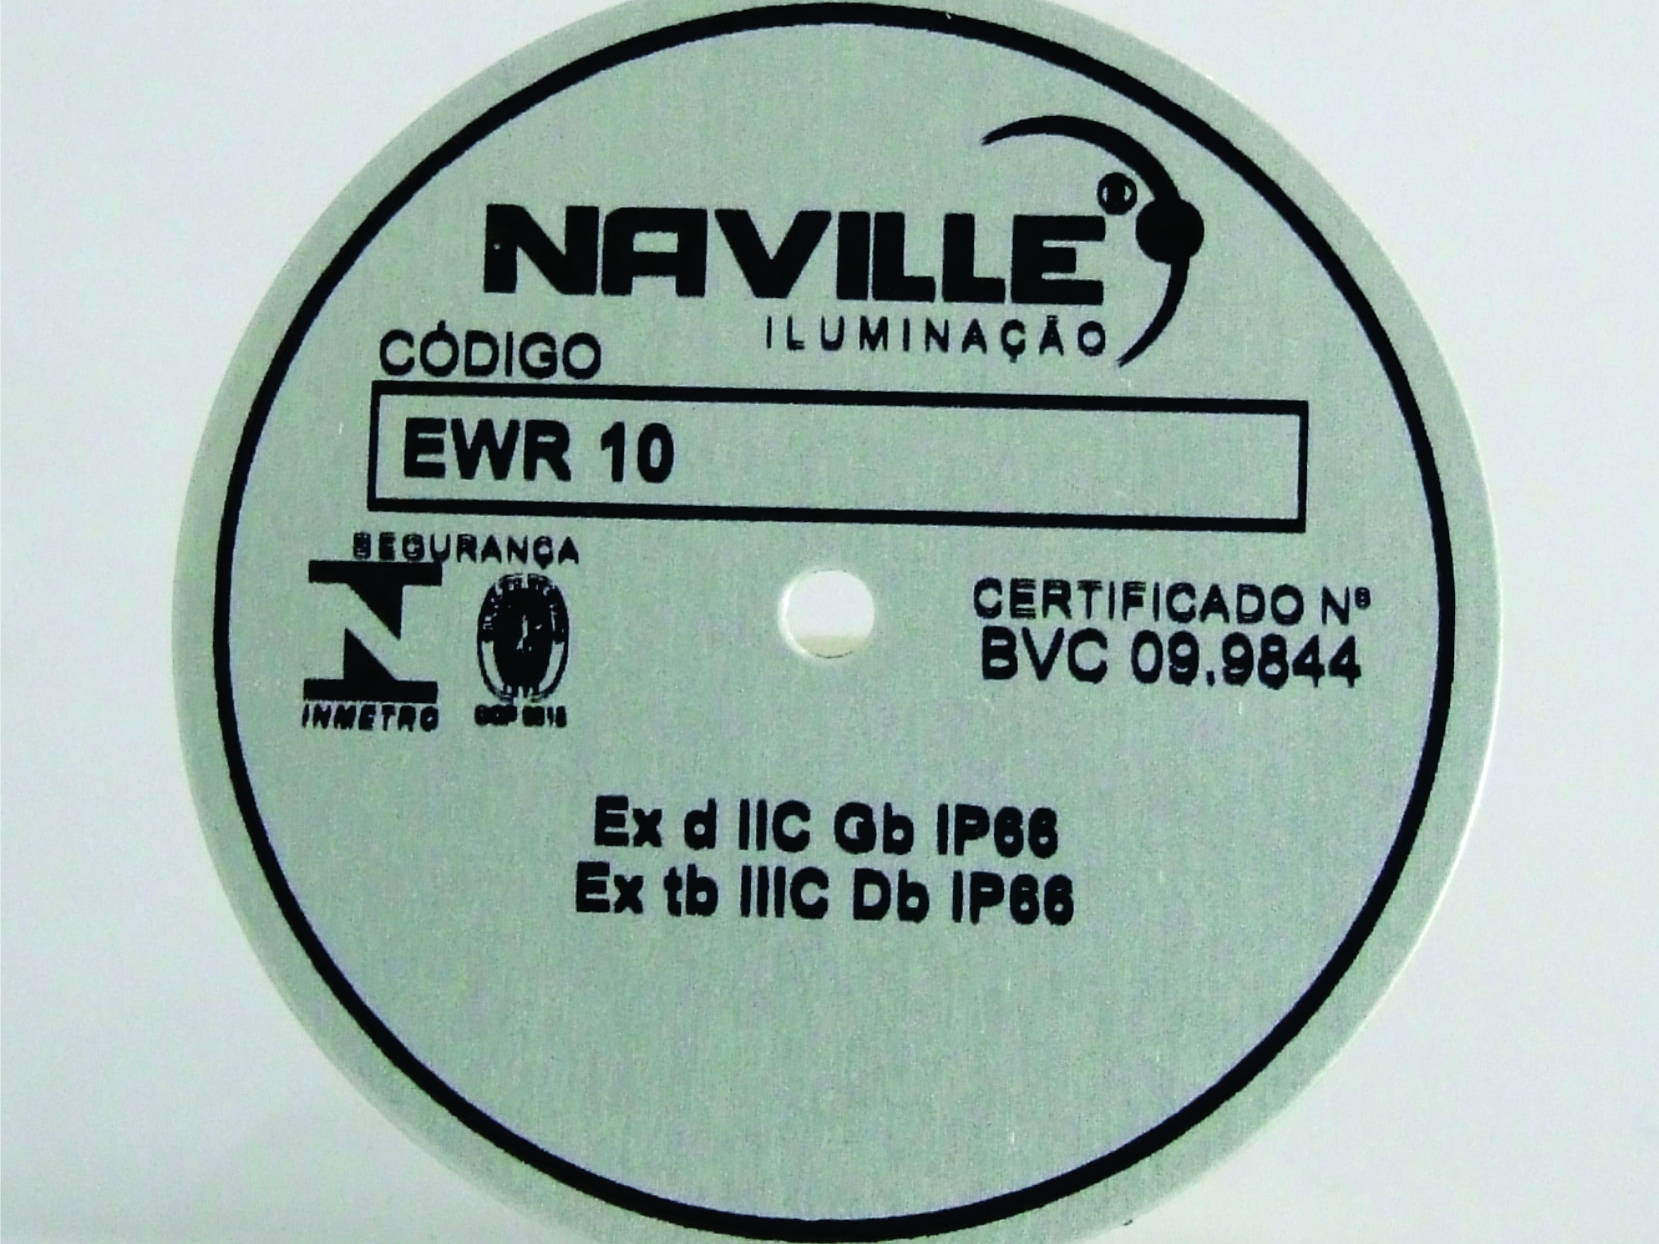 NAVILLE®
ILUMINAÇÃO
CÓDIGO
EWR 10
SEGURANÇA
INMETRO
CERTIFICADO Nº
BVC 09.9844
Ex d IIC Gb IP66
Ex tb IIIC Db IP66